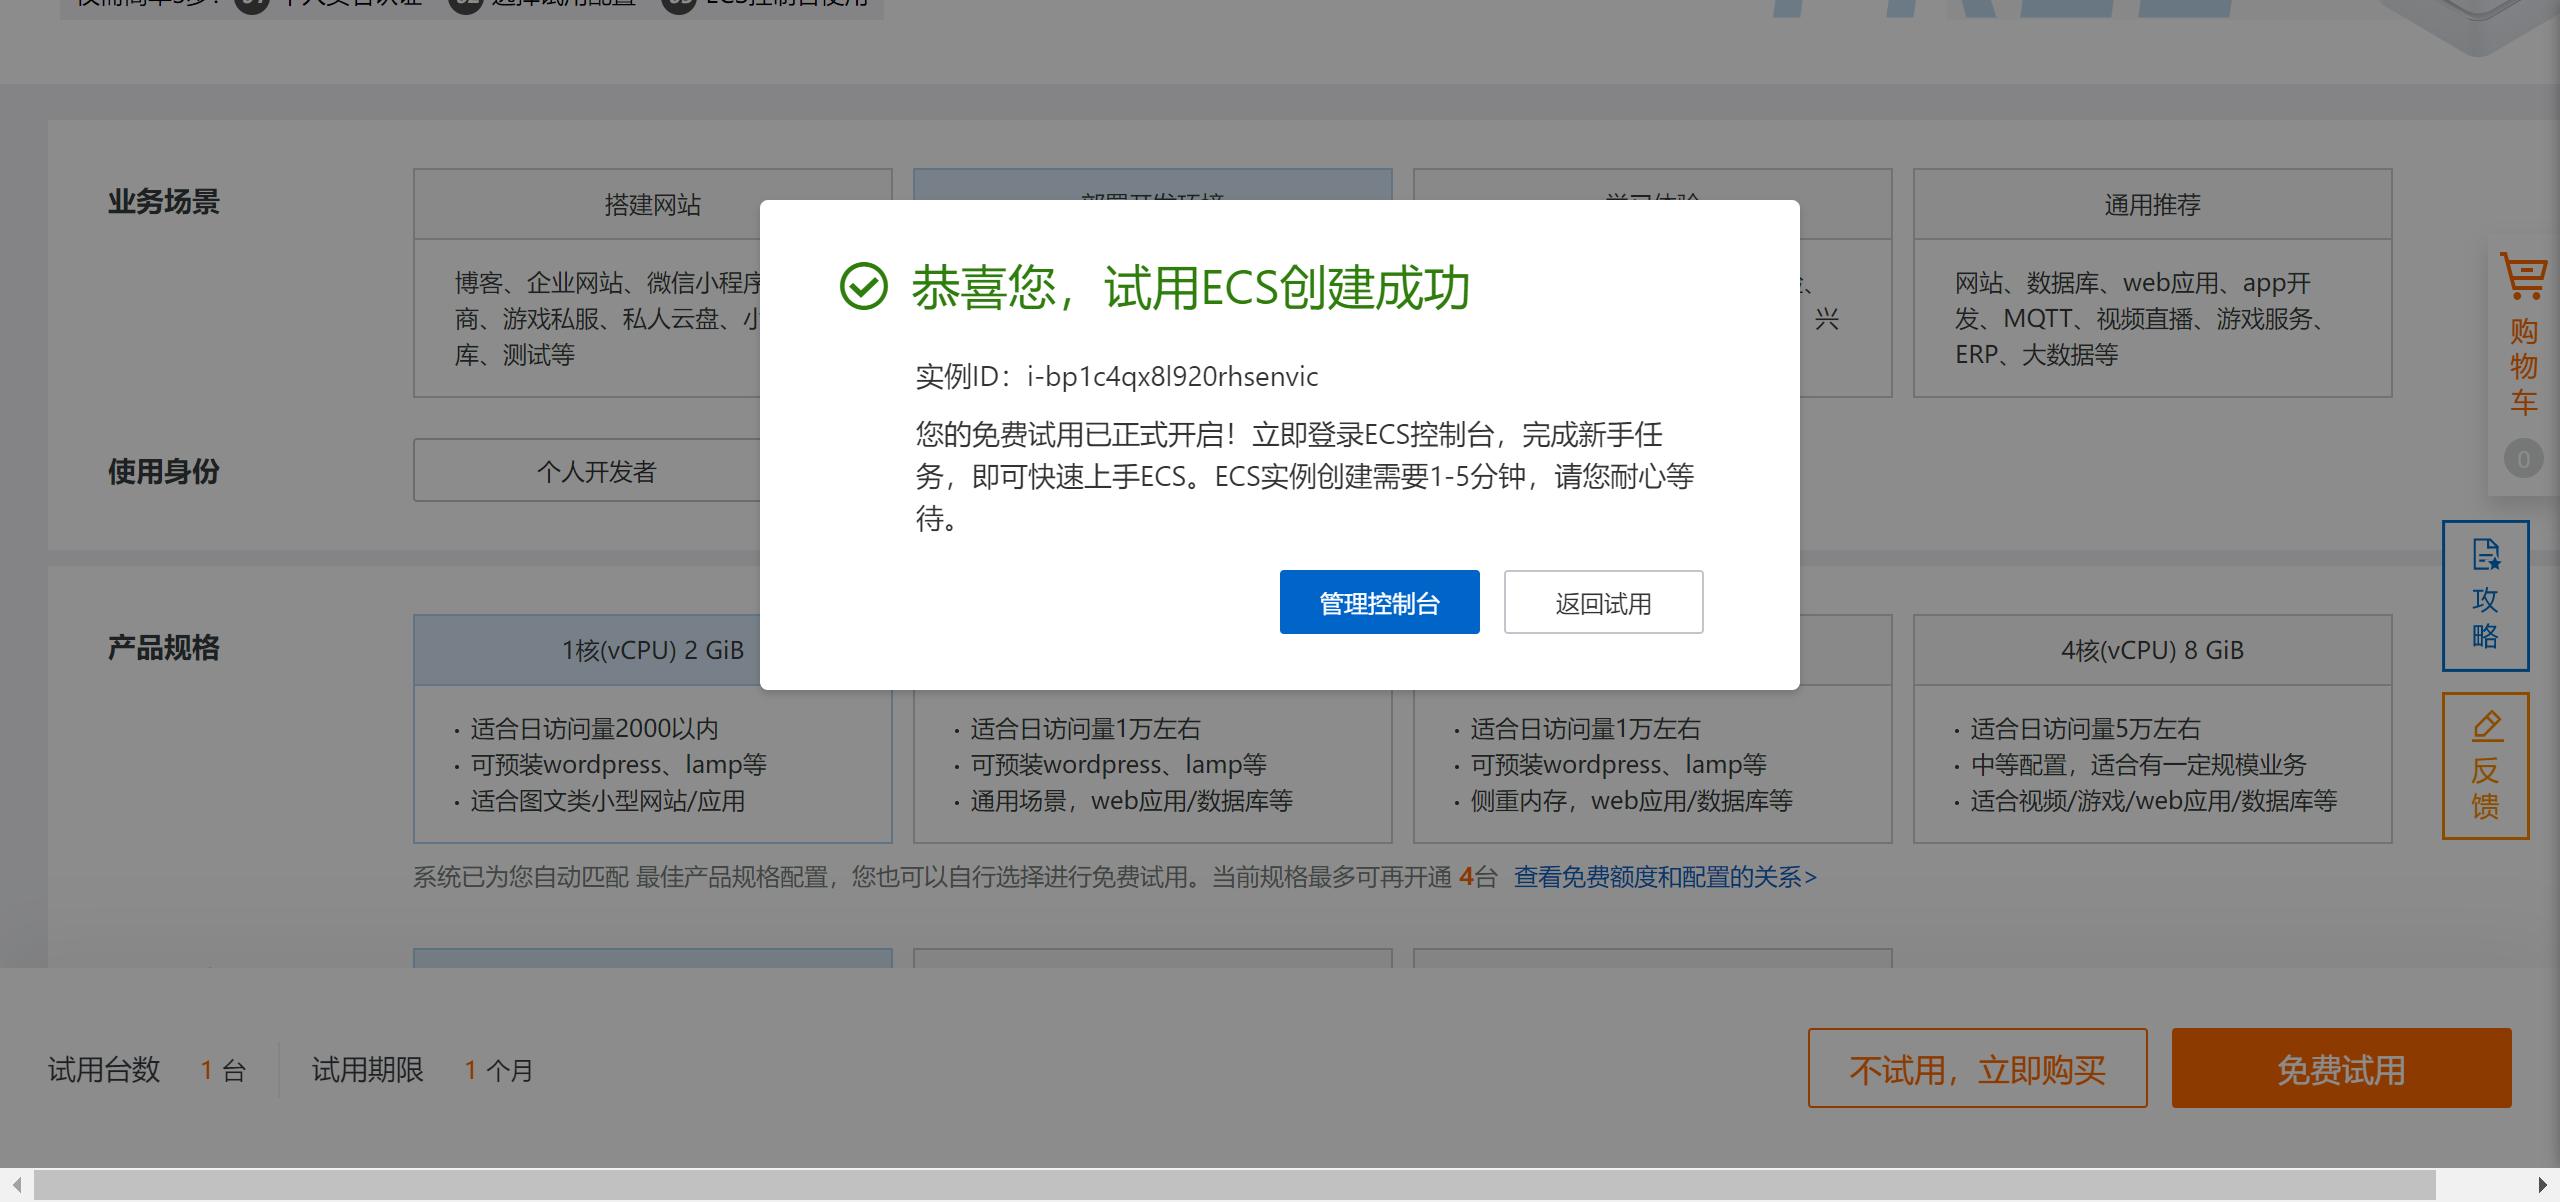 01
02
03
业务场景
搭建网站
通用推荐
博客、企业网站、微信小程序
商、游戏私服、私人云盘、小
库、测试等
兴
网站、数据库、web应用、app开
发、MQTT、视频直播、游戏服务、
ERP、大数据等
恭喜您，试用ECS创建成功
实例ID：i-bp1c4qx8l920rhsenvic
您的免费试用已正式开启！立即登录ECS控制台，完成新手任
务，即可快速上手ECS。ECS实例创建需要1-5分钟，请您耐心等
待。
管理控制台
返回试用
使用身份
个人开发者
产品规格
1核(vCPU) 2 GiB
4核(vCPU) 8 GiB
· 适合日访问量2000以内
· 可预装wordpress、lamp等
· 适合图文类小型网站/应用
· 适合日访问量1万左右
· 可预装wordpress、lamp等
· 通用场景，web应用/数据库等
· 适合日访问量1万左右
· 可预装wordpress、lamp等
· 侧重内存，web应用/数据库等
· 适合日访问量5万左右
· 中等配置，适合有一定规模业务
· 适合视频/游戏/web应用/数据库等
系统已为您自动匹配 最佳产品规格配置，您也可以自行选择进行免费试用。当前规格最多可再开通 4台 查看免费额度和配置的关系>
购物车
0
攻略
反馈
试用台数 1 台
试用期限 1 个月
不试用，立即购买
免费试用